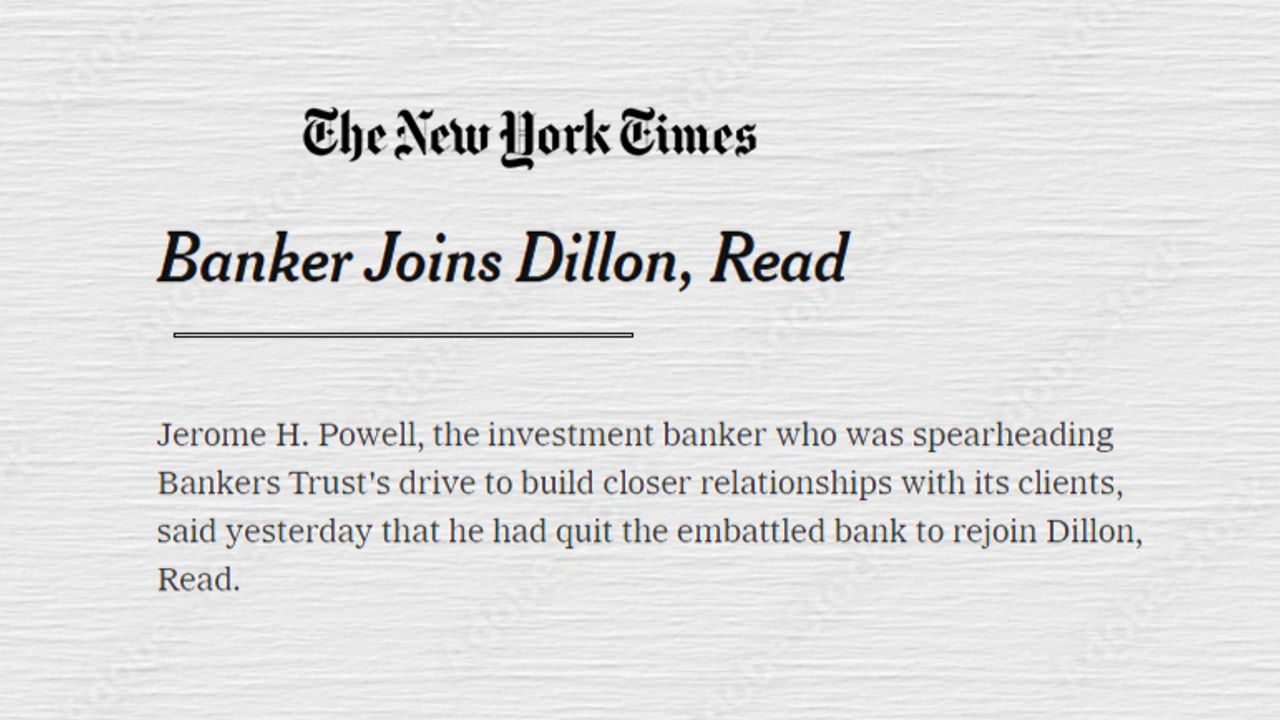 The New York Times
Banker Joins Dillon, Read
Jerome H. Powell, the investment banker who was spearheading
Bankers Trust's drive to build closer relationships with its clients,
said yesterday that he had quit the embattled bank to rejoin Dillon,
Read.